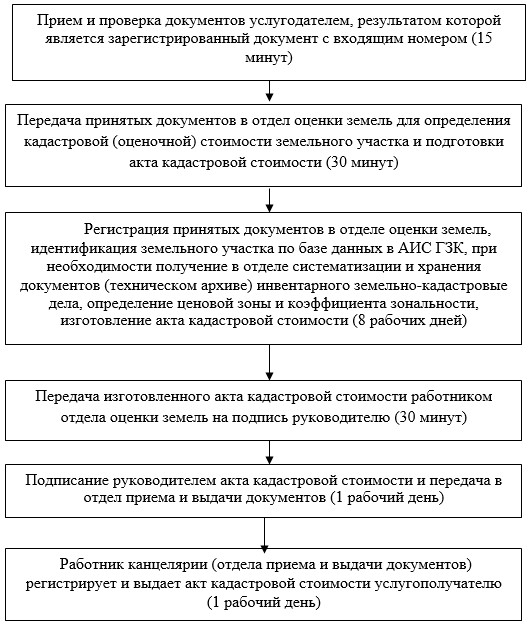 Прием и проверка документов услугодателем, результатом которой
является зарегистрированный документ с входящим номером (15
минут)
Передача принятых документов в отдел оценки земель для определения
кадастровой (оценочной) стоимости земельного участка и подготовки
акта кадастровой стоимости (30 минут)
Регистрация принятых документов в отделе оценки земель,
идентификация земельного участка по базе данных в АИС ГЗК, при
необходимости получение в отделе систематизации и хранения
документов (техническом архиве) инвентарного земельно-кадастровые
дела, определение ценовой зоны и коэффициента зональности,
изготовление акта кадастровой стоимости (8 рабочих дней)
Передача изготовленного акта кадастровой стоимости работником
отдела оценки земель на подпись руководителю (30 минут)
Подписание руководителем акта кадастровой стоимости и передача в
отдел приема и выдачи документов (1 рабочий день)
Работник канцелярии (отдела приема и выдачи документов)
регистрирует и выдает акт кадастровой стоимости услугополучателю
(1 рабочий день)